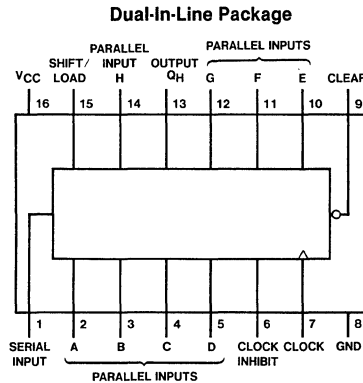 Dual-In-Line Package
PARALLEL INPUTS
PARALLEL
SHIFT/ INPUT OUTPUT
VCC LOAD H QH G F E CLEAR
16 15 14 13 12 11 10 9
1 2 3 4 5 6 7 8
SERIAL A B C D CLOCK CLOCK GND
INPUT INHIBIT
PARALLEL INPUTS